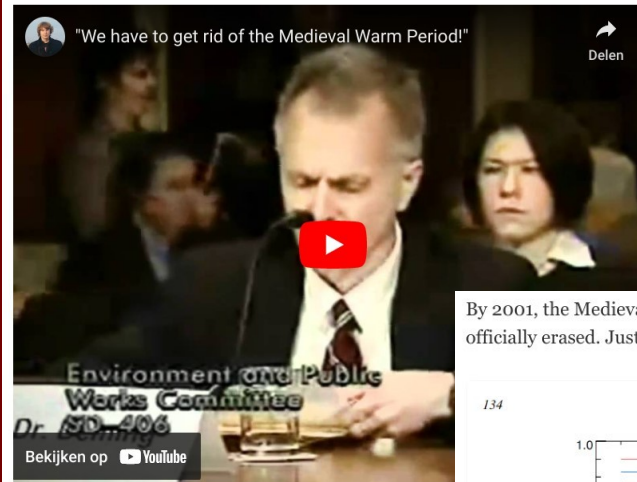 "We have to get rid of the Medieval Warm Period!"
Delen
Environment and Public
Works Committee
SD-406
Dr. Deming
Bekijken op YouTube
By 2001, the Medieva
officially erased. Just
134
1.0